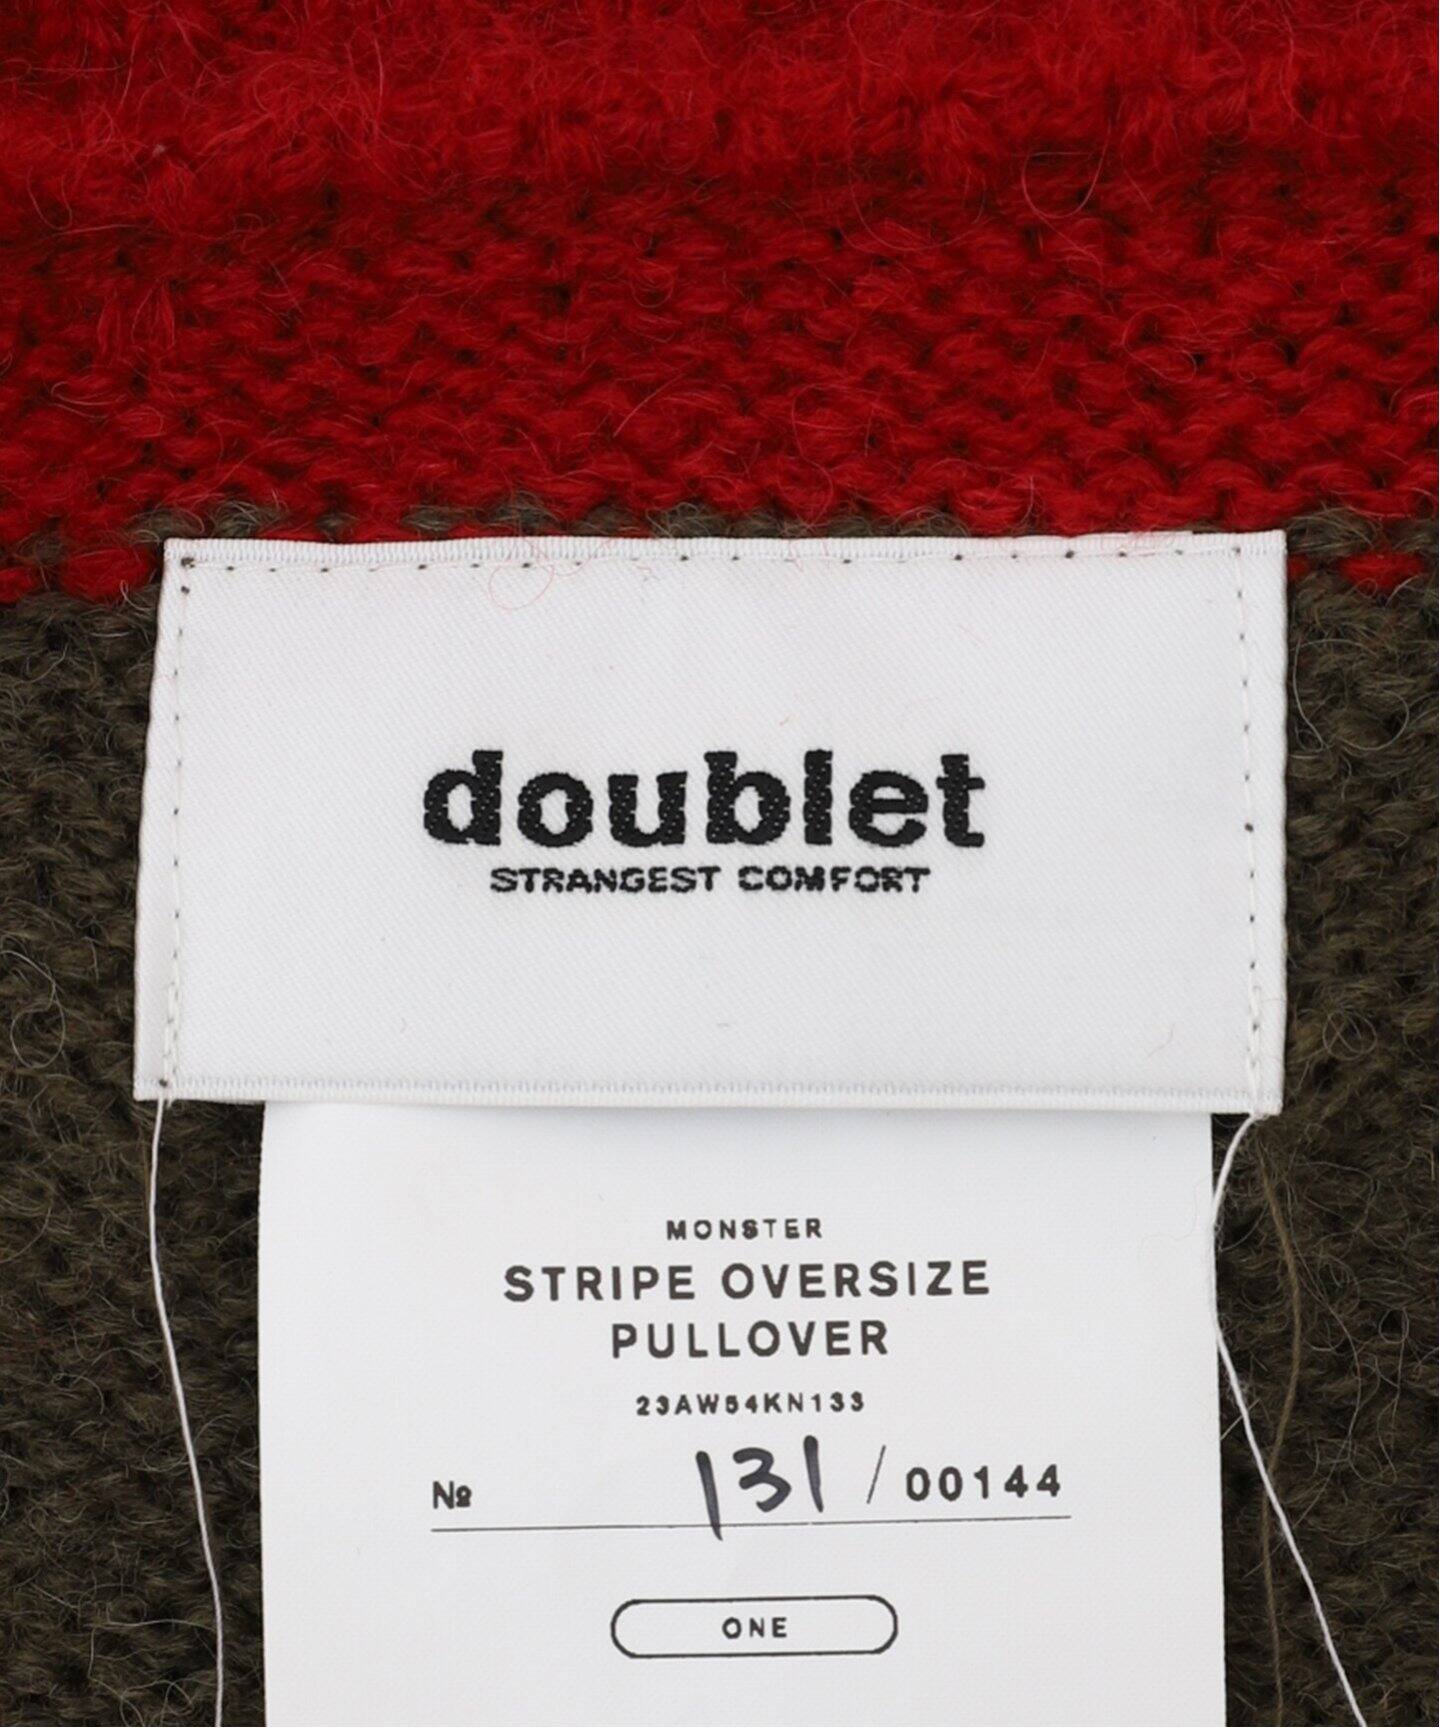 doublet
STRANGEST COMFORT
MONSTER
STRIPE OVERSIZE
PULLOVER
23AW54KN133
№ 131 / 00144
ONE